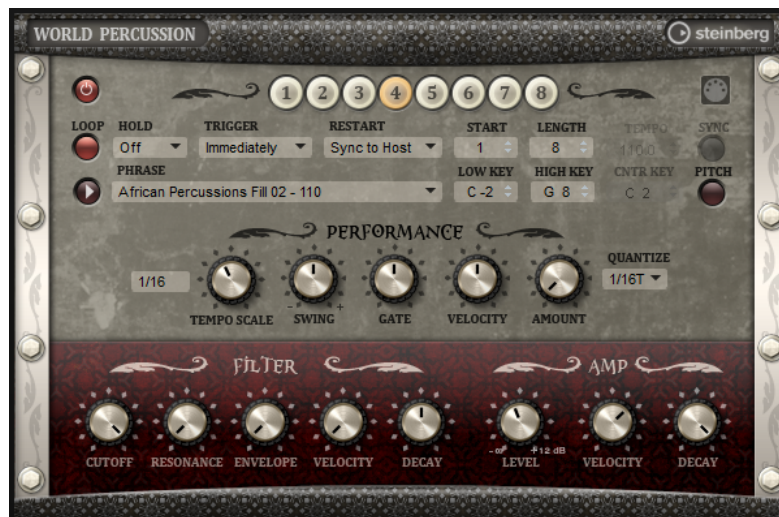 WORLD PERCUSSION steinberg
1 2 3 4 5 6 7 8
LOOP HOLD TRIGGER RESTART START LENGTH TEMPO SYNC
Off Immediately Sync to Host 1 8 110.0
PHRASE LOW KEY HIGH KEY CNTR KEY PITCH
African Percussions Fill 02 - 110 C -2 G 8 C 2
PERFORMANCE
QUANTIZE
1/16 1/16T
- +
TEMPO SCALE SWING GATE VELOCITY AMOUNT
FILTER AMP
-∞ +12 dB
CUTOFF RESONANCE ENVELOPE VELOCITY DECAY LEVEL VELOCITY DECAY